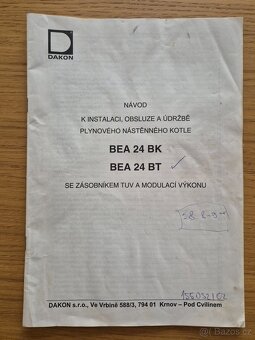 DAKON
NÁVOD
K INSTALACI, OBSLUZE A ÚDRŽBĚ
PLYNOVÉHO NÁSTĚNNÉHO KOTLE
BEA 24 BK
BEA 24 BT
SE ZÁSOBNÍKEM TUV A MODULACÍ VÝKONU
DAKON s.r.o., Ve Vrbině 588/3, 794 01 Krnov – Pod Cvilínem
Bazoš.cz